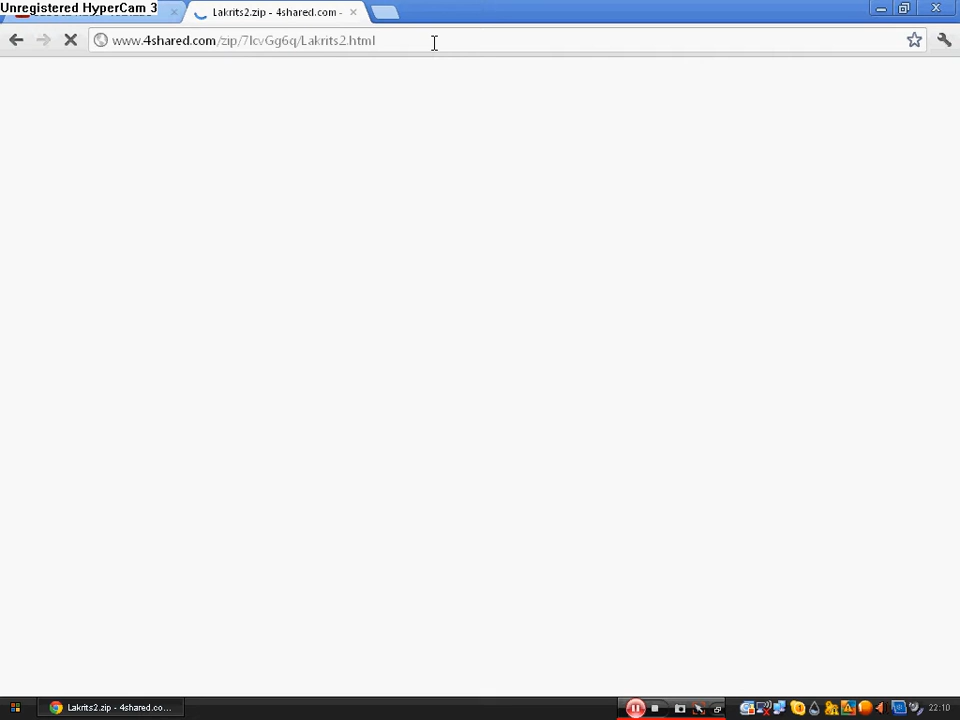 Unregistered HyperCam 3
Lakrits2.zip - 4shared.com -
www.4shared.com/zip/7lcvGg6q/Lakrits2.html
Lakrits2.zip - 4shared.co...
22:10